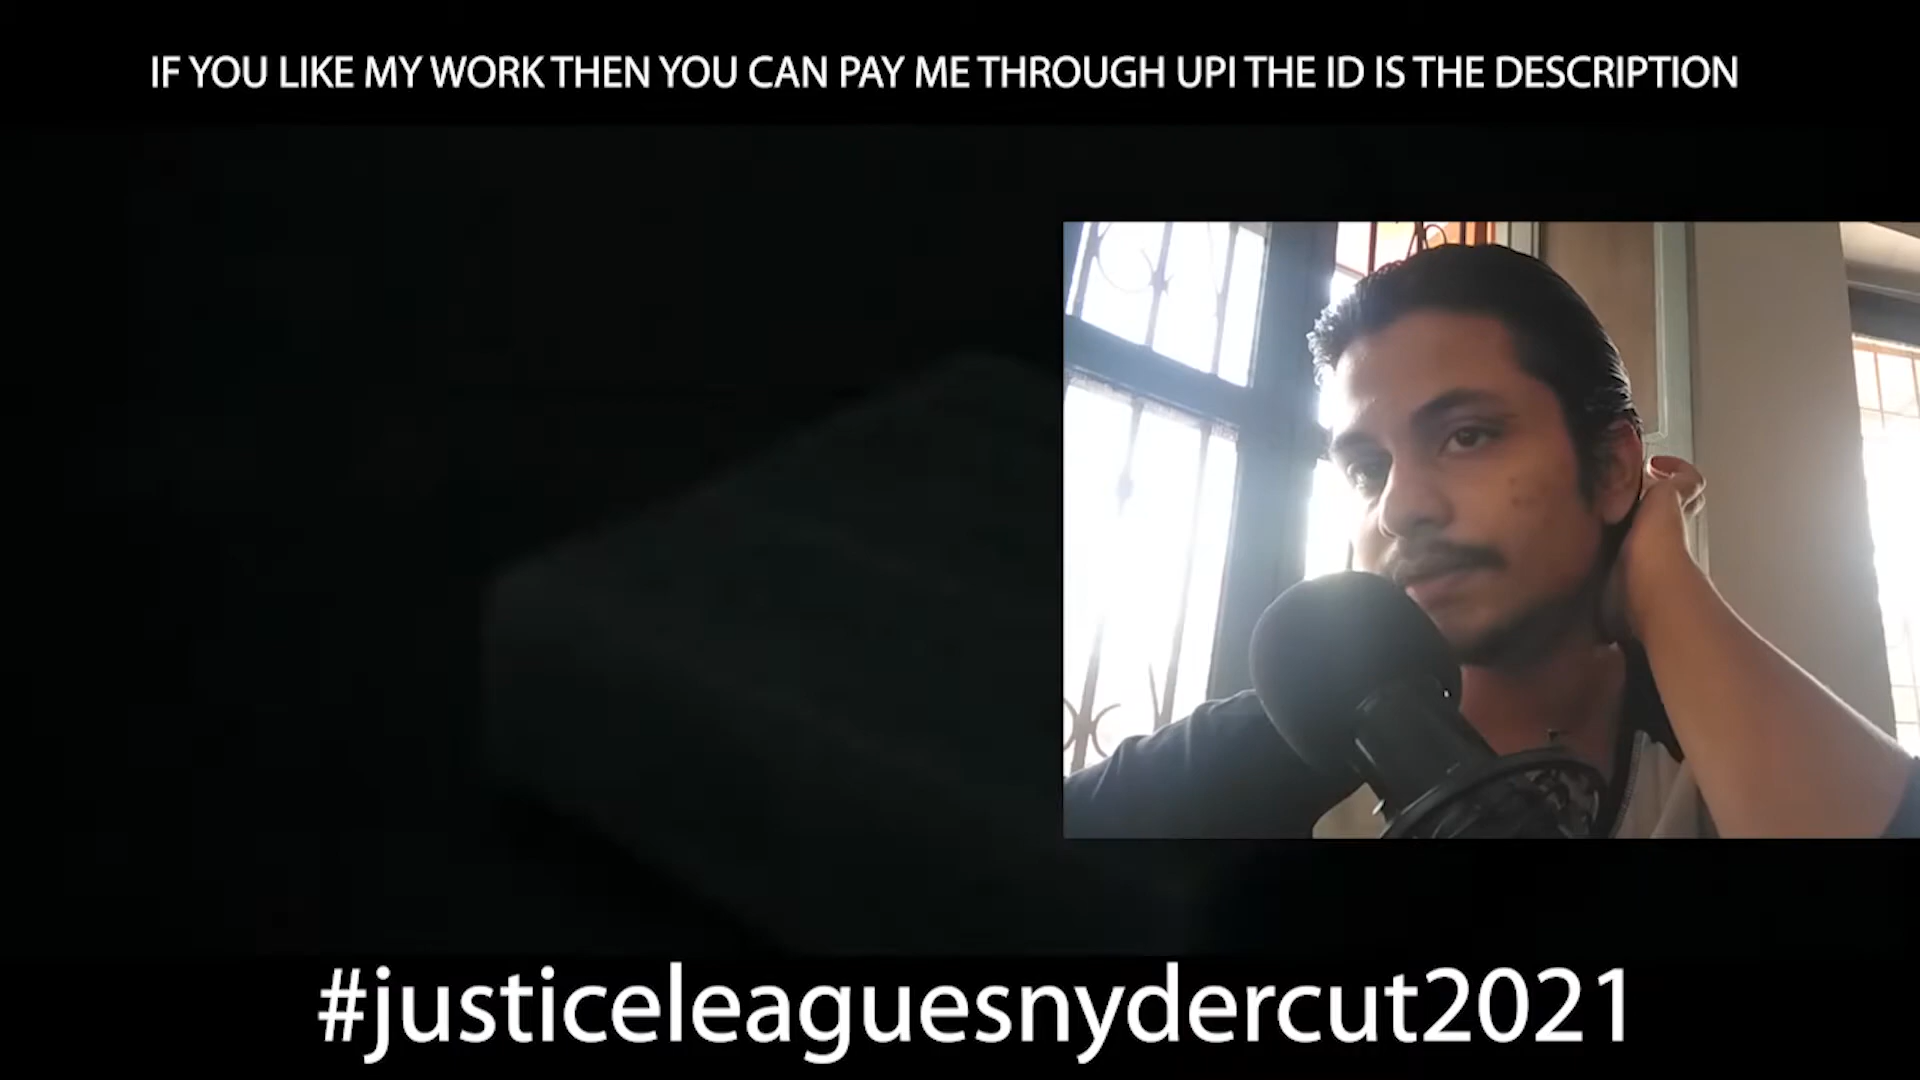 IF YOU LIKE MY WORK THEN YOU CAN PAY ME THROUGH UPI THE ID IS THE DESCRIPTION
#justiceleaguesnydercut2021